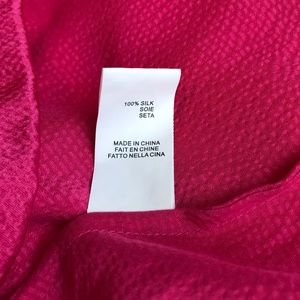 100% SILK
SOIE
SETA
MADE IN CHINA
FAIT EN CHINE
FATTO NELLA CINA